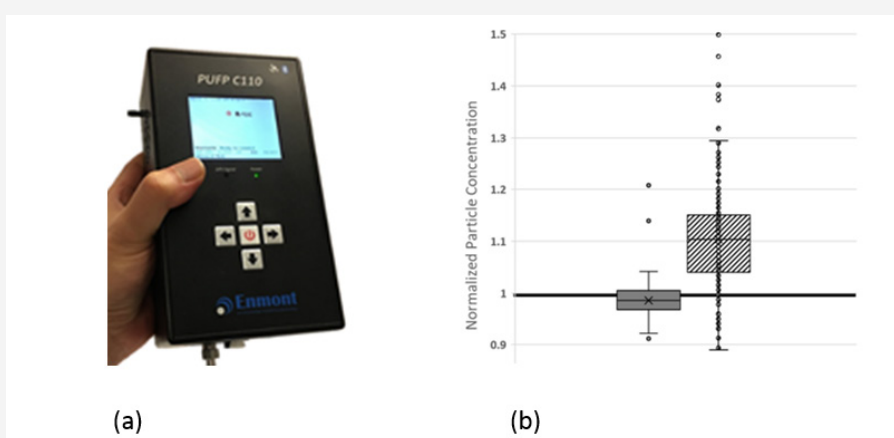 PUFP C110
Enmont
Normalized Particle Concentration
1.5
1.4
1.3
1.2
1.1
1
0.9
(a)
(b)